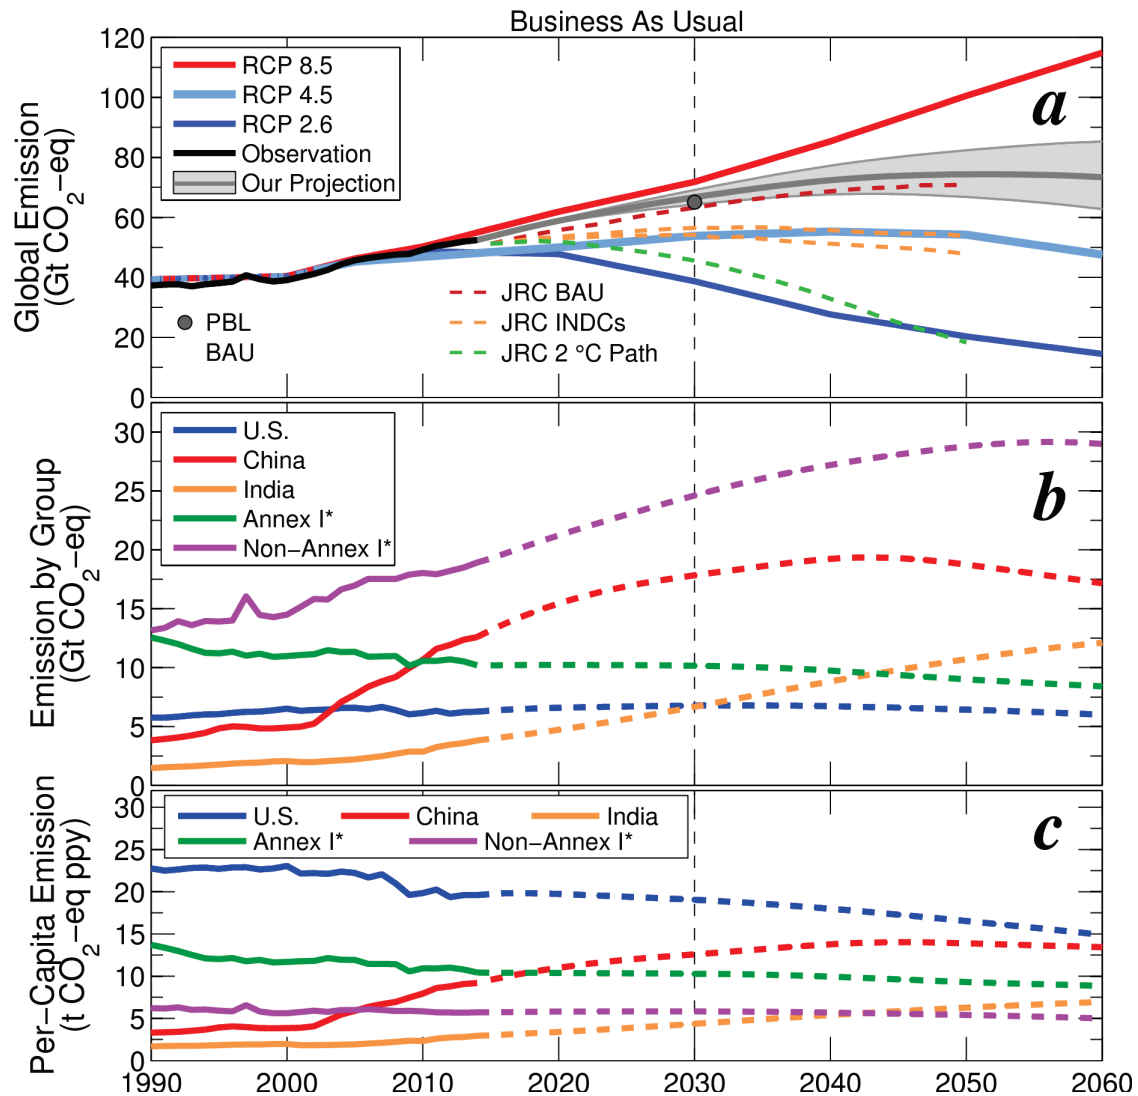 Business As Usual
Global Emission
(Gt CO2−eq)
120
100
80
60
40
20
0
RCP 8.5
RCP 4.5
RCP 2.6
Observation
Our Projection
a
PBL
BAU
JRC BAU
JRC INDCs
JRC 2 °C Path
Emission by Group
(Gt CO2−eq)
30
25
20
15
10
5
0
U.S.
China
India
Annex I*
Non−Annex I*
b
Per−Capita Emission
(t CO2−eq ppy)
30
25
20
15
10
5
0
U.S. China India
Annex I* Non−Annex I*
c
1990 2000 2010 2020 2030 2040 2050 2060